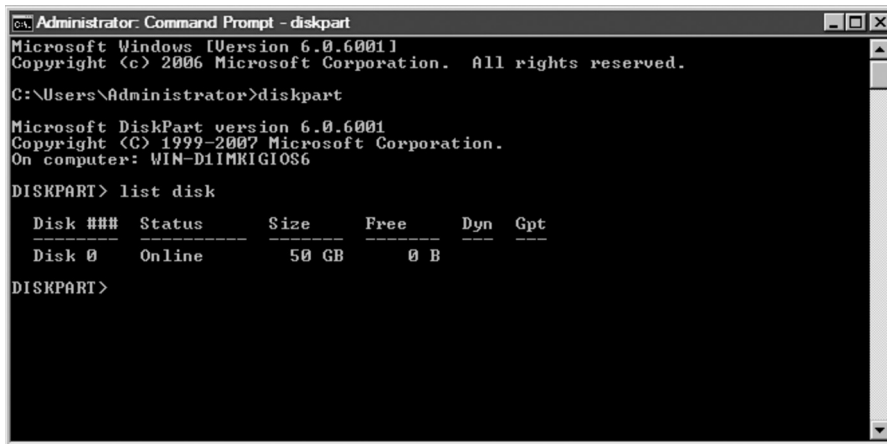 Administrator: Command Prompt - diskpart
Microsoft Windows [Version 6.0.6001]
Copyright (c) 2006 Microsoft Corporation.  All rights reserved.
C:\Users\Administrator>diskpart
Microsoft DiskPart version 6.0.6001
Copyright (C) 1999-2007 Microsoft Corporation.
On computer: WIN-D1IMKIGIOS6
DISKPART> list disk
  Disk ###  Status      Size     Free     Dyn  Gpt
  --------  ----------  -------  -------  ---  ---
  Disk 0    Online        50 GB      0 B
DISKPART>